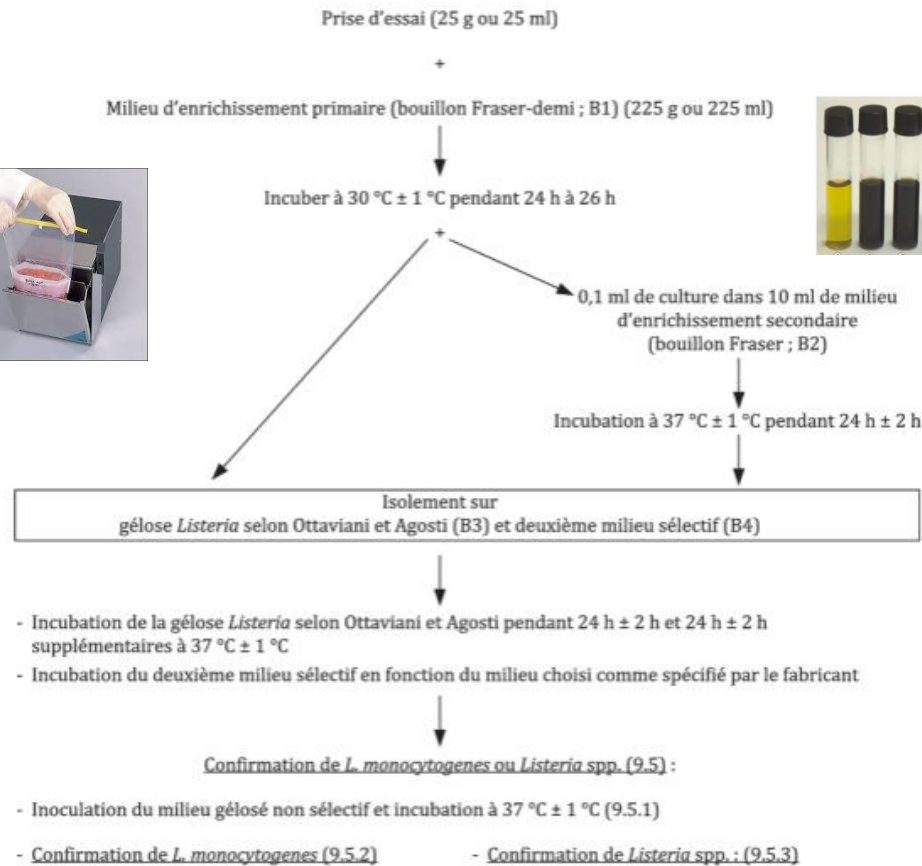 Prise d'essai (25 g ou 25 ml)
+
Milieu d'enrichissement primaire (bouillon Fraser-demi ; B1) (225 g ou 225 ml)
Incuber à 30 °C ± 1 °C pendant 24 h à 26 h
+
0,1 ml de culture dans 10 ml de milieu
d'enrichissement secondaire
(bouillon Fraser ; B2)
Incubation à 37 °C ± 1 °C pendant 24 h ± 2 h
Isolement sur
gélose Listeria selon Ottaviani et Agosti (B3) et deuxième milieu sélectif (B4)
- Incubation de la gélose Listeria selon Ottaviani et Agosti pendant 24 h ± 2 h et 24 h ± 2 h
supplémentaires à 37 °C ± 1 °C
- Incubation du deuxième milieu sélectif en fonction du milieu choisi comme spécifié par le fabricant
Confirmation de L. monocytogenes ou Listeria spp. (9.5) :
- Inoculation du milieu gélosé non sélectif et incubation à 37 °C ± 1 °C (9.5.1)
- Confirmation de L. monocytogenes (9.5.2) - Confirmation de Listeria spp. : (9.5.3)